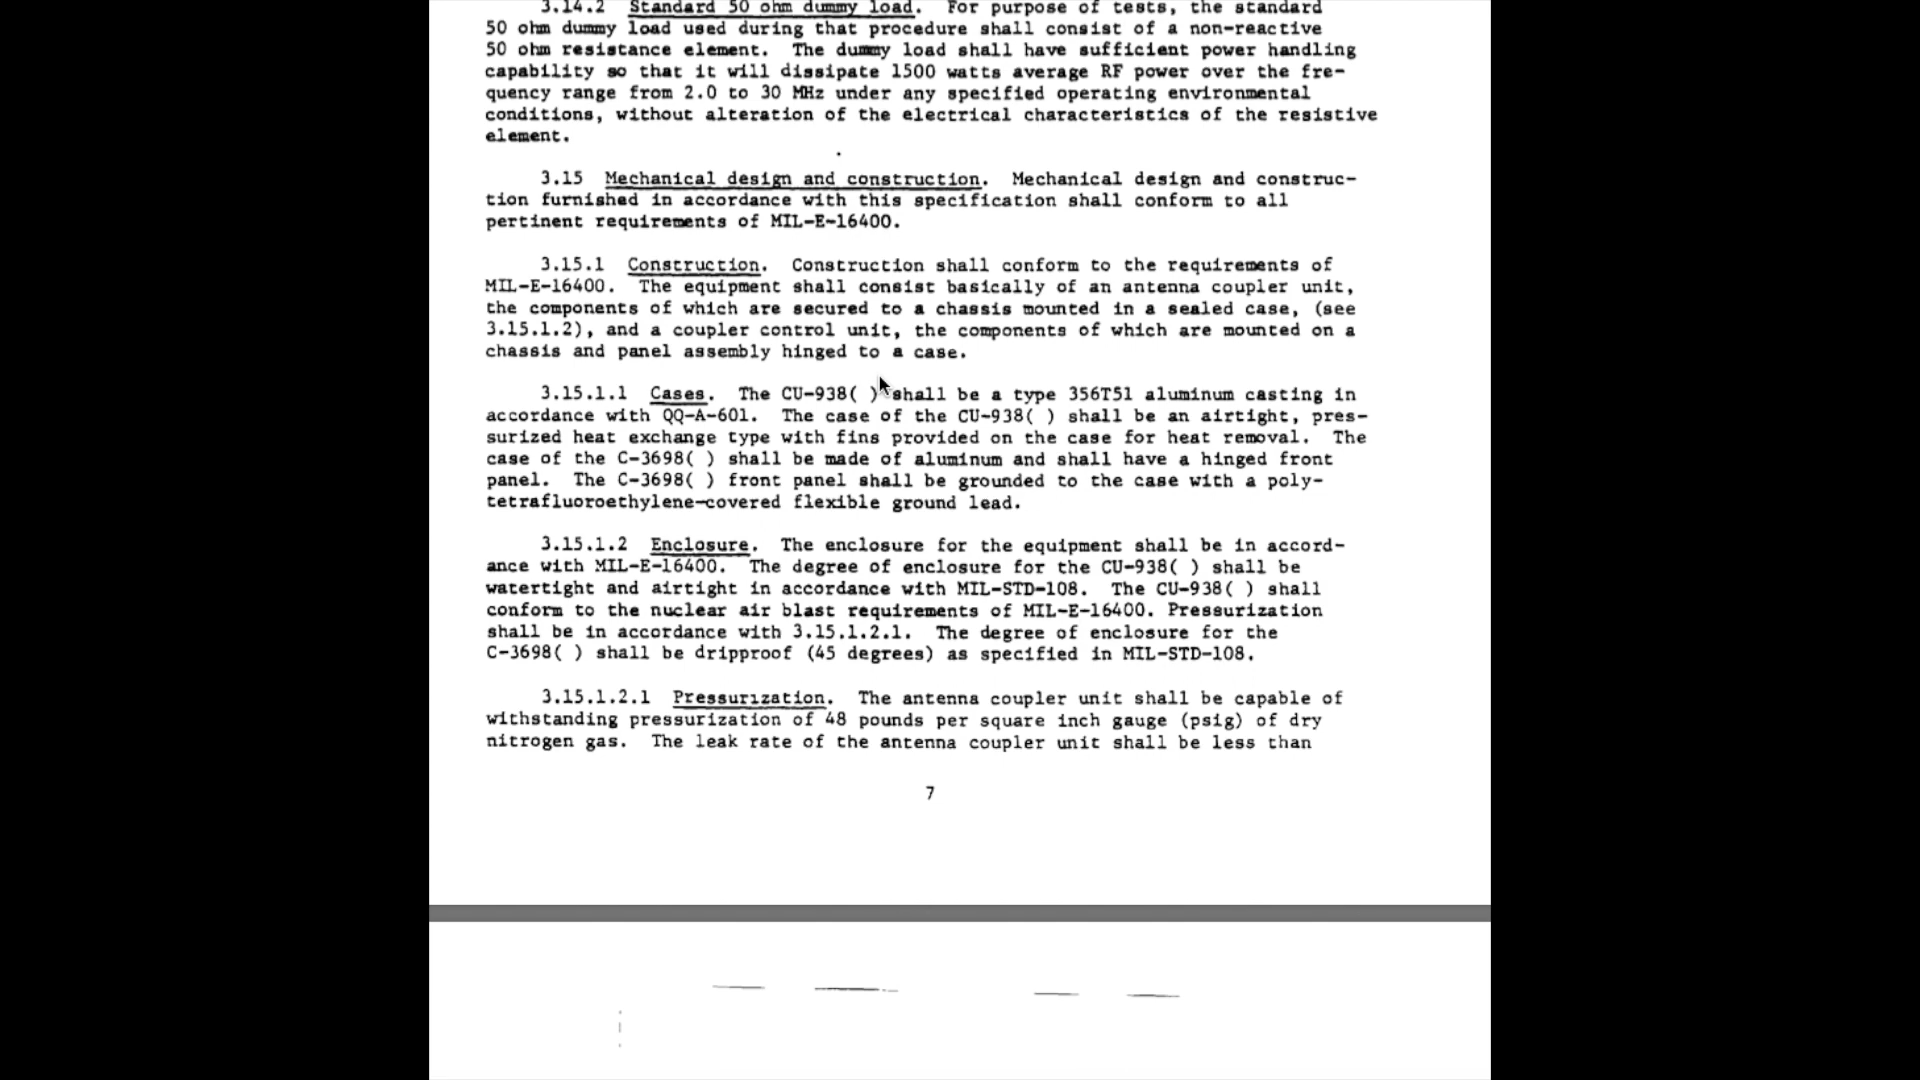 3.14.2 Standard 50 ohm dummy load. For purpose of tests, the standard
50 ohm dummy load used during that procedure shall consist of a non-reactive
50 ohm resistance element. The dummy load shall have sufficient power handling
capability so that it will dissipate 1500 watts average RF power over the fre-
quency range from 2.0 to 30 MHz under any specified operating environmental
conditions, without alteration of the electrical characteristics of the resistive
element.
3.15 Mechanical design and construction. Mechanical design and construc-
tion furnished in accordance with this specification shall conform to all
pertinent requirements of MIL-E-16400.
3.15.1 Construction. Construction shall conform to the requirements of
MIL-E-16400. The equipment shall consist basically of an antenna coupler unit,
the components of which are secured to a chassis mounted in a sealed case, (see
3.15.1.2), and a coupler control unit, the components of which are mounted on a
chassis and panel assembly hinged to a case.
3.15.1.1 Cases. The CU-938( ) shall be a type 356T51 aluminum casting in
accordance with QQ-A-601. The case of the CU-938( ) shall be an airtight, pres-
surized heat exchange type with fins provided on the case for heat removal. The
case of the C-3698( ) shall be made of aluminum and shall have a hinged front
panel. The C-3698( ) front panel shall be grounded to the case with a poly-
tetrafluoroethylene-covered flexible ground lead.
3.15.1.2 Enclosure. The enclosure for the equipment shall be in accord-
ance with MIL-E-16400. The degree of enclosure for the CU-938( ) shall be
watertight and airtight in accordance with MIL-STD-108. The CU-938( ) shall
conform to the nuclear air blast requirements of MIL-E-16400. Pressurization
shall be in accordance with 3.15.1.2.1. The degree of enclosure for the
C-3698( ) shall be dripproof (45 degrees) as specified in MIL-STD-108.
3.15.1.2.1 Pressurization. The antenna coupler unit shall be capable of
withstanding pressurization of 48 pounds per square inch gauge (psig) of dry
nitrogen gas. The leak rate of the antenna coupler unit shall be less than
7